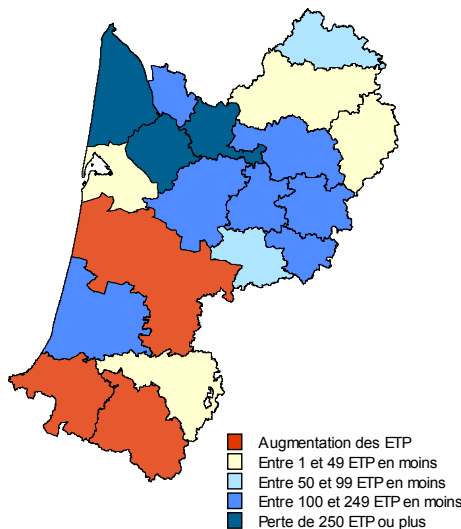 Augmentation des ETP
Entre 1 et 49 ETP en moins
Entre 50 et 99 ETP en moins
Entre 100 et 249 ETP en moins
Perte de 250 ETP ou plus